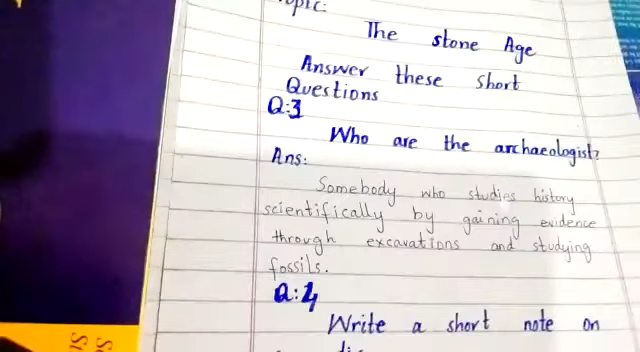 Topic:
The stone Age
Answer these short
Questions
Q:3
Who are the archaeologist?
Ans:
Somebody who studies history
scientifically by gaining evidence
through excavations and studying
fossils.
Q:4
Write a short note on